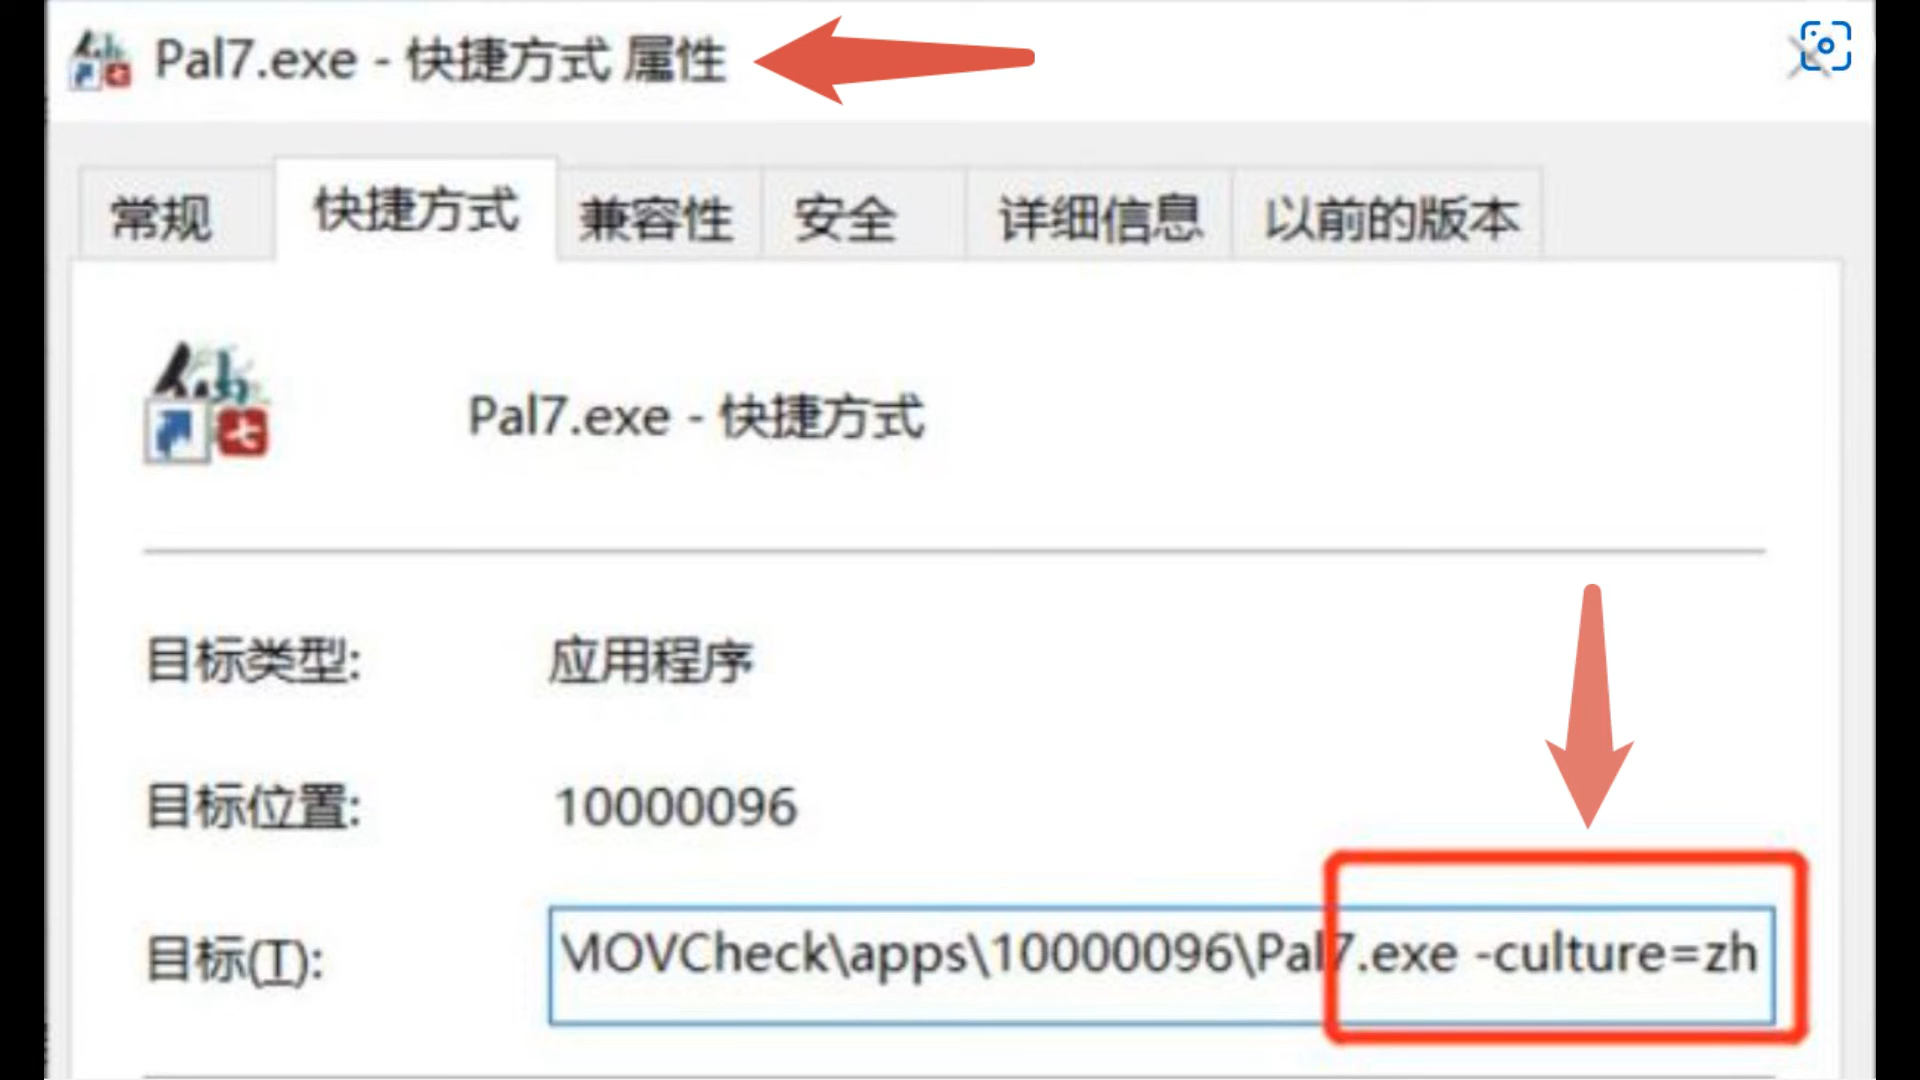 Pal7.exe - 快捷方式 属性
常规 快捷方式 兼容性 安全 详细信息 以前的版本
七
Pal7.exe - 快捷方式
目标类型: 应用程序
目标位置: 10000096
目标(T): \OVCheck\apps\10000096\Pal7.exe -culture=zh